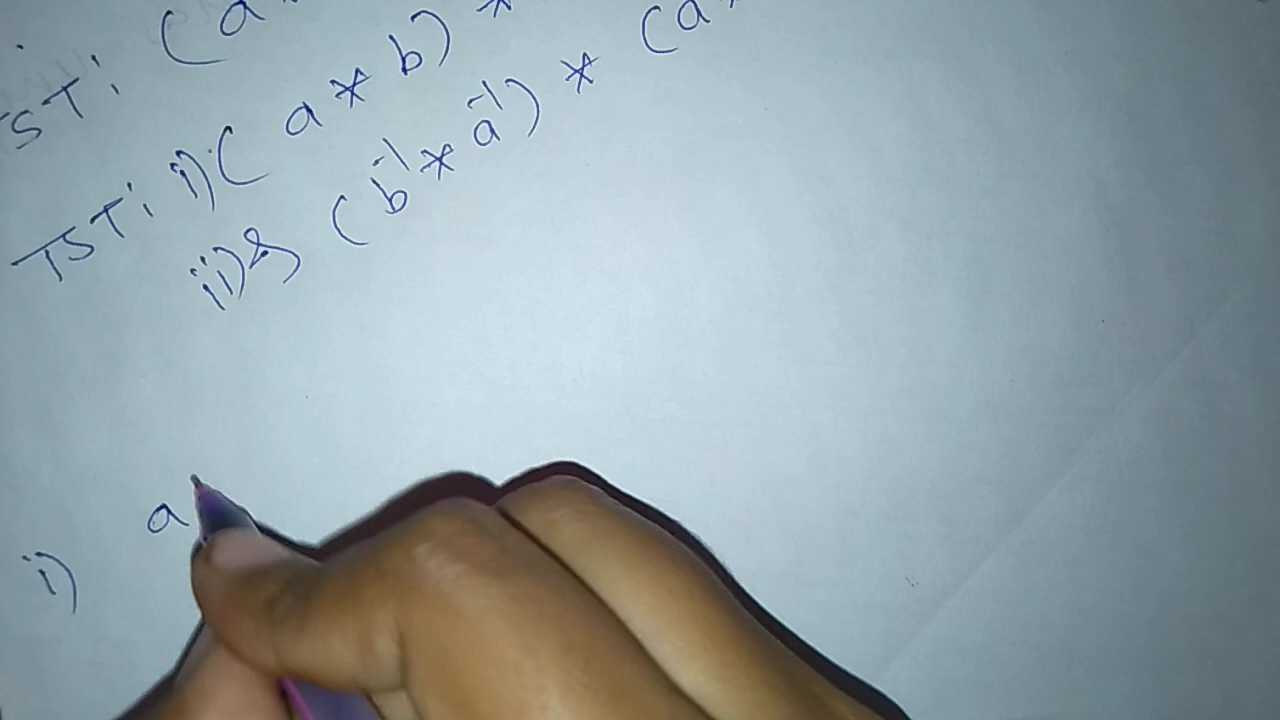 TST: (a
TST: i) (a * b) *
ii) & (b⁻¹ * a⁻¹) * (a
i) a